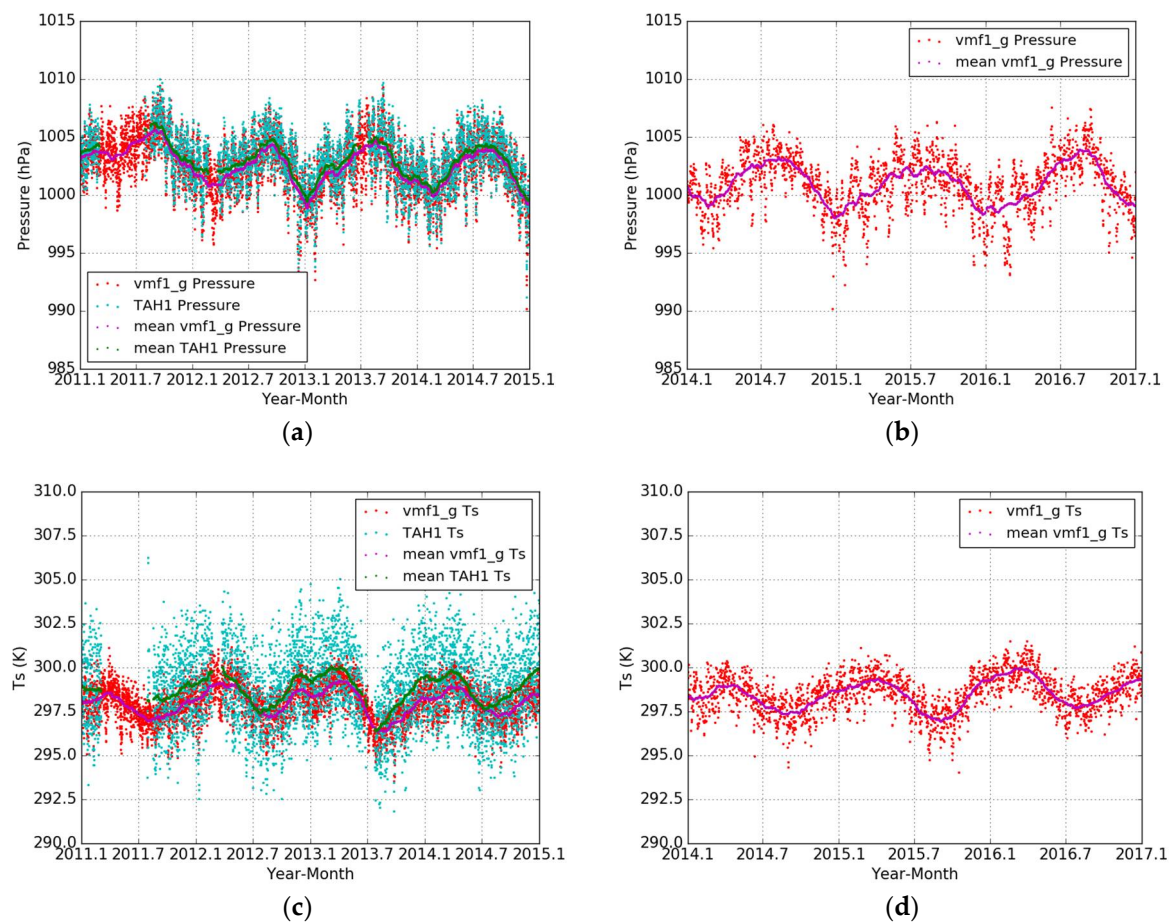 1015
1010
1005
1000
995
990
985
Pressure (hPa)
vmf1_g Pressure
TAH1 Pressure
mean vmf1_g Pressure
mean TAH1 Pressure
2011.1 2011.7 2012.1 2012.7 2013.1 2013.7 2014.1 2014.7 2015.1
Year-Month
(a)
1015
1010
1005
1000
995
990
985
Pressure (hPa)
vmf1_g Pressure
mean vmf1_g Pressure
2014.1 2014.7 2015.1 2015.7 2016.1 2016.7 2017.1
Year-Month
(b)
310.0
307.5
305.0
302.5
300.0
297.5
295.0
292.5
290.0
Ts (K)
vmf1_g Ts
TAH1 Ts
mean vmf1_g Ts
mean TAH1 Ts
2011.1 2011.7 2012.1 2012.7 2013.1 2013.7 2014.1 2014.7 2015.1
Year-Month
(c)
310.0
307.5
305.0
302.5
300.0
297.5
295.0
292.5
290.0
Ts (K)
vmf1_g Ts
mean vmf1_g Ts
2014.1 2014.7 2015.1 2015.7 2016.1 2016.7 2017.1
Year-Month
(d)